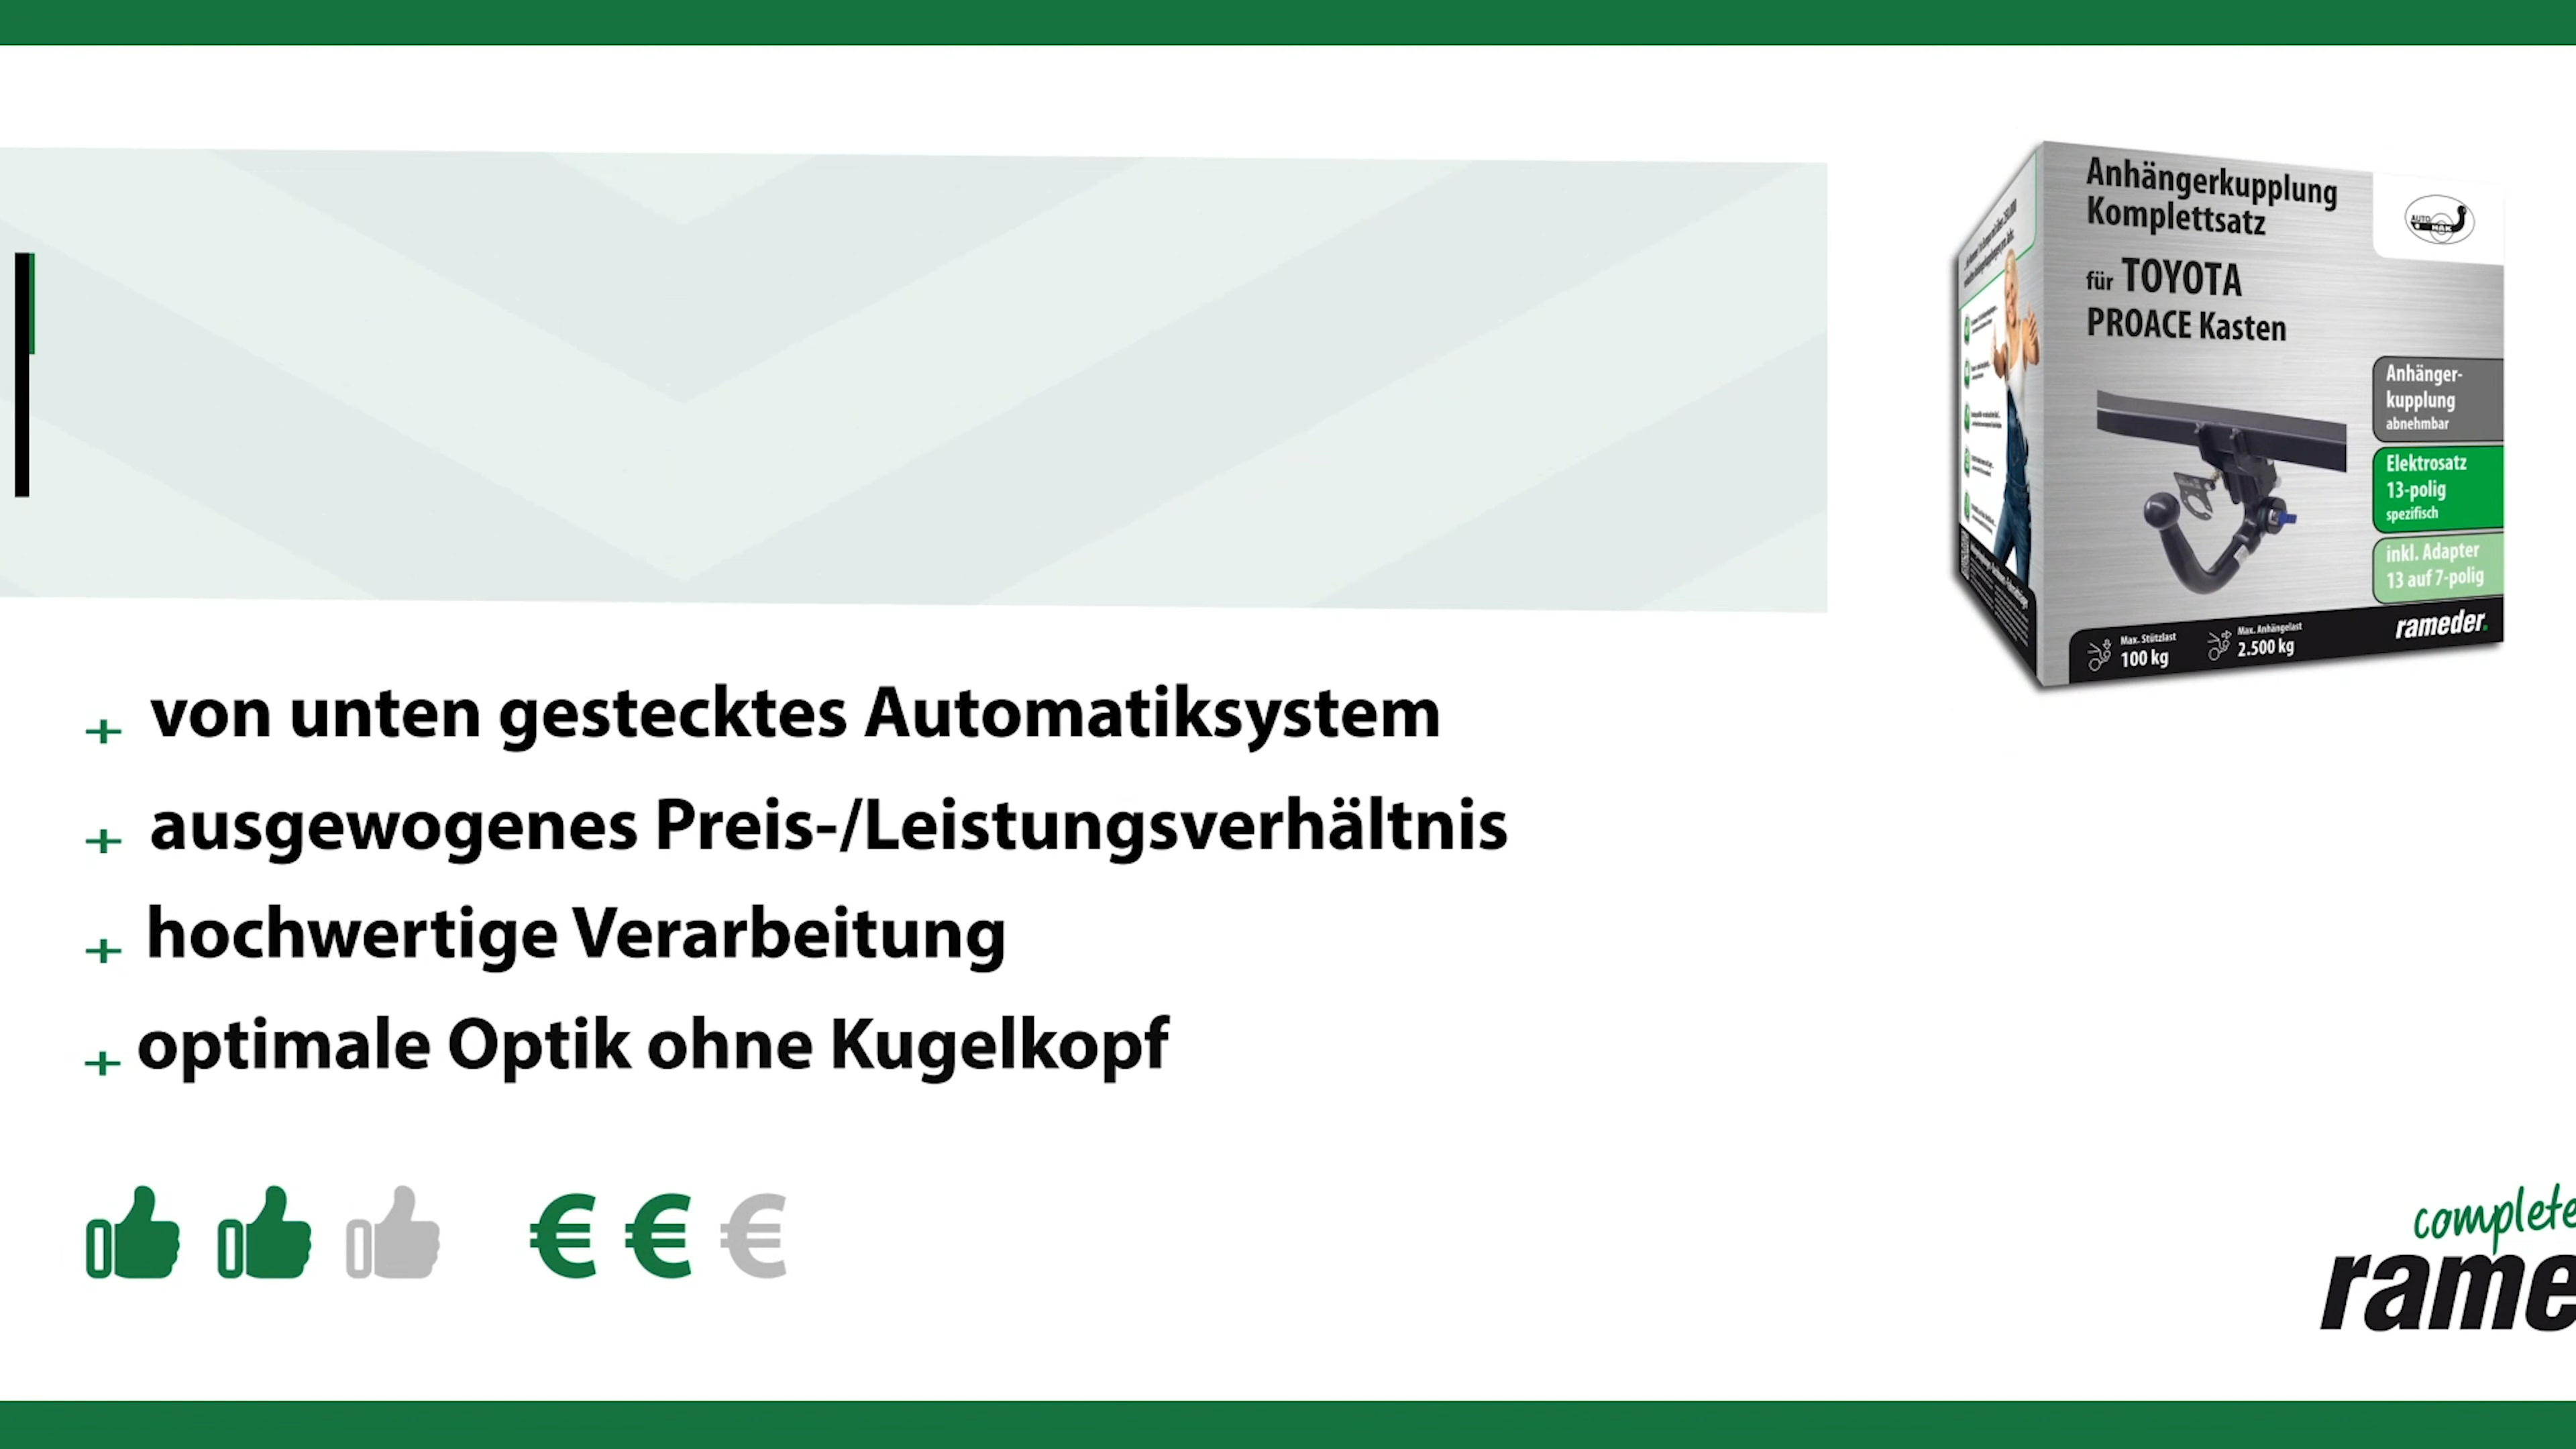 Anhängerkupplung
Komplettsatz
für TOYOTA
PROACE Kasten
AUTO
HAK
Anhänger-
kupplung
abnehmbar
Elektrosatz
13-polig
spezifisch
inkl. Adapter
13 auf 7-polig
Max. Stützlast
100 kg
Max. Anhängelast
2.500 kg
rameder.
von unten gestecktes Automatiksystem
ausgewogenes Preis-/Leistungsverhältnis
hochwertige Verarbeitung
optimale Optik ohne Kugelkopf
€ € €
complete
rame